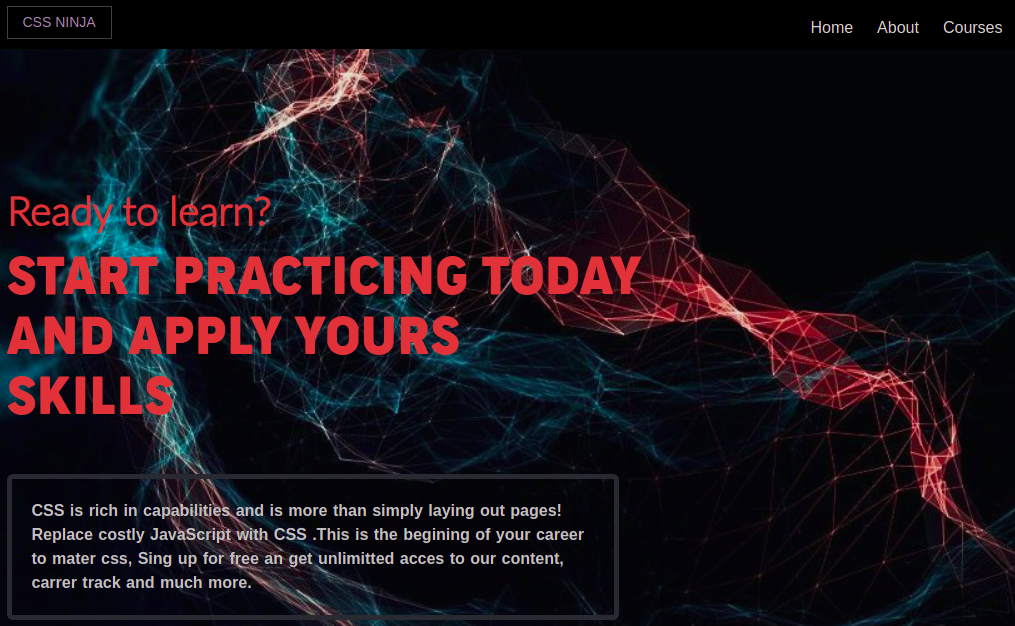 CSS NINJA
Home About Courses
Ready to learn?
START PRACTICING TODAY
AND APPLY YOURS
SKILLS
CSS is rich in capabilities and is more than simply laying out pages!
Replace costly JavaScript with CSS .This is the begining of your career
to mater css, Sing up for free an get unlimitted acces to our content,
carrer track and much more.